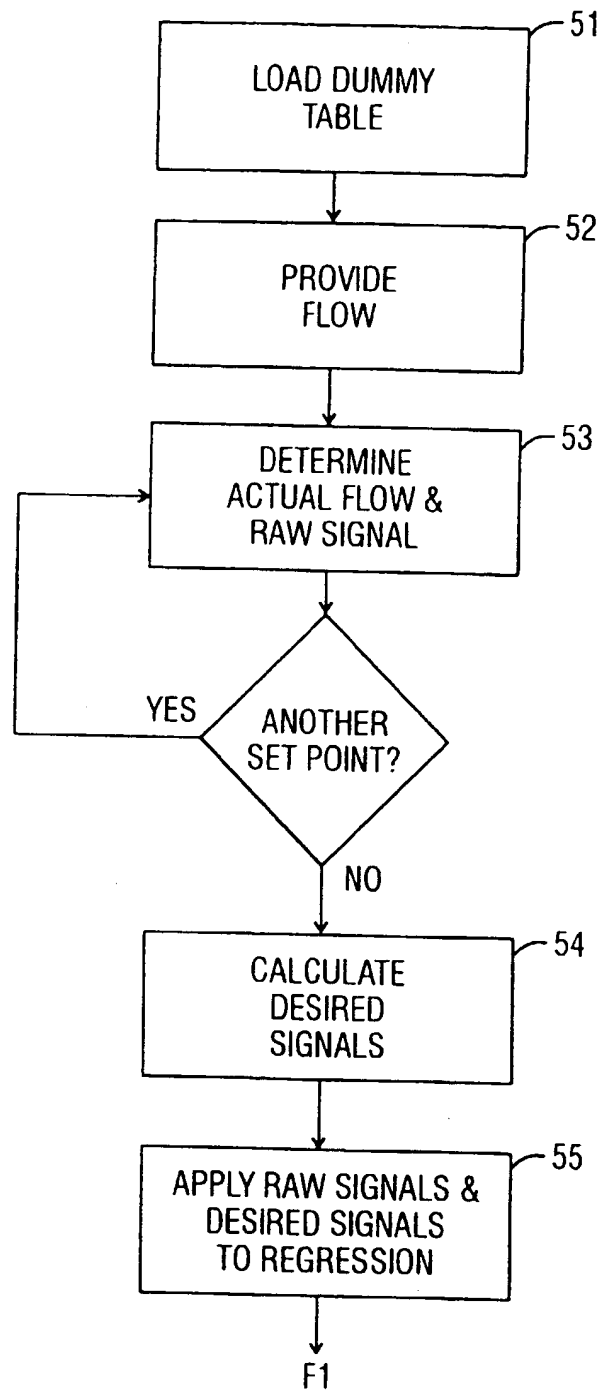 51
LOAD DUMMY
TABLE
52
PROVIDE
FLOW
53
DETERMINE
ACTUAL FLOW &
RAW SIGNAL
YES
ANOTHER
SET POINT?
NO
54
CALCULATE
DESIRED
SIGNALS
55
APPLY RAW SIGNALS &
DESIRED SIGNALS
TO REGRESSION
F1